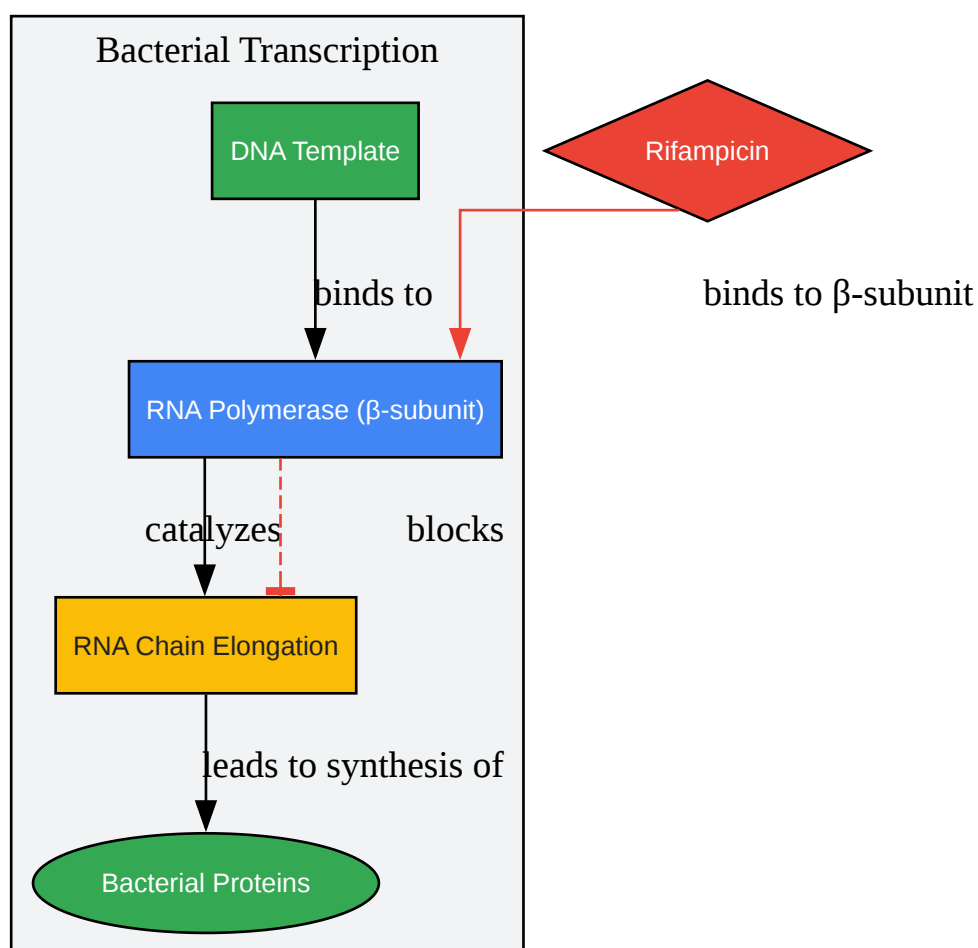 Bacterial Transcription
DNA Template
Rifampicin
binds to
binds to β-subunit
RNA Polymerase (β-subunit)
catalyzes
blocks
RNA Chain Elongation
leads to synthesis of
Bacterial Proteins